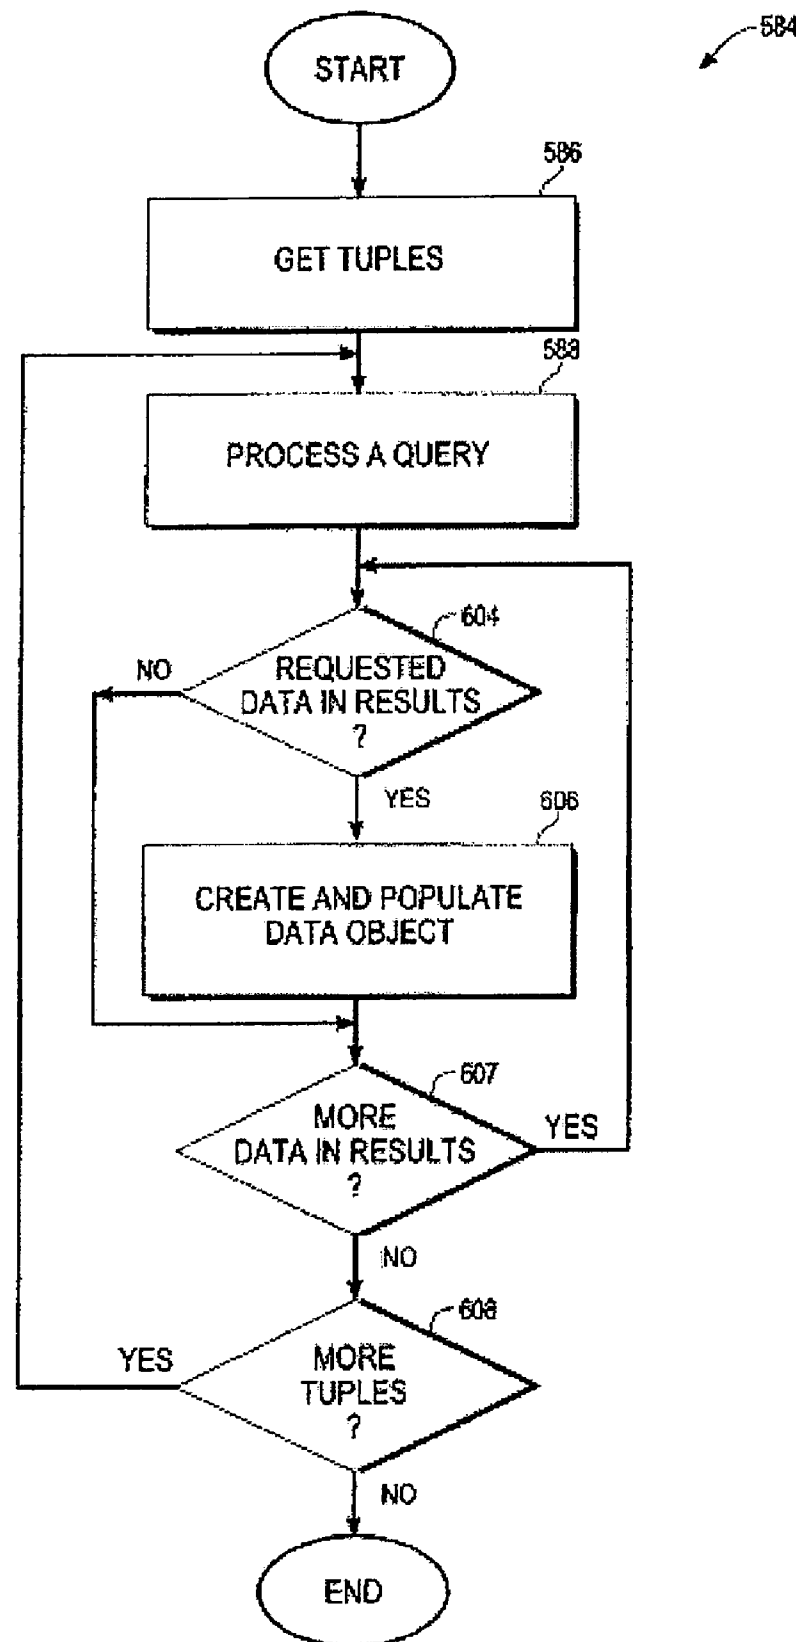 584
START
586
GET TUPLES
588
PROCESS A QUERY
604
NO
REQUESTED
DATA IN RESULTS
?
YES
606
CREATE AND POPULATE
DATA OBJECT
607
MORE
DATA IN RESULTS
?
YES
NO
608
YES
MORE
TUPLES
?
NO
END